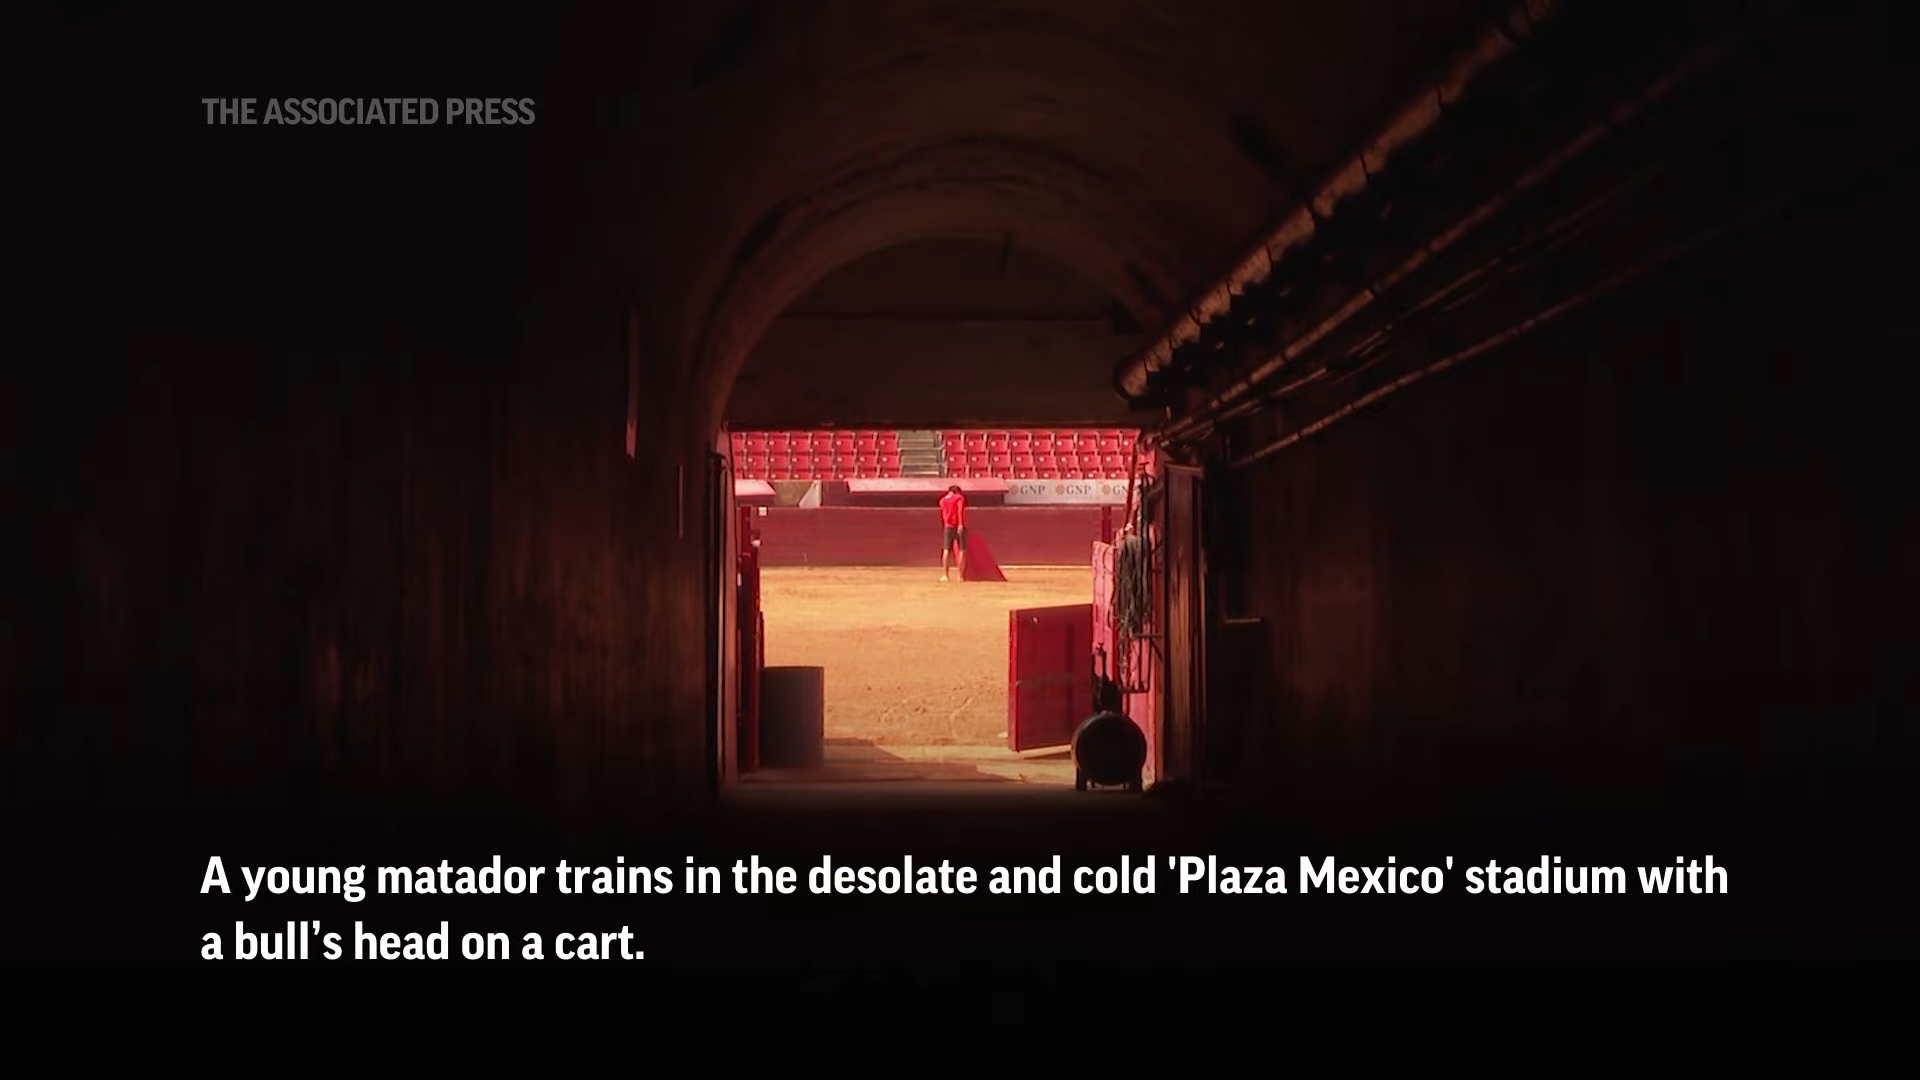 THE ASSOCIATED PRESS
GNP GNP GN
A young matador trains in the desolate and cold 'Plaza Mexico' stadium with
a bull’s head on a cart.